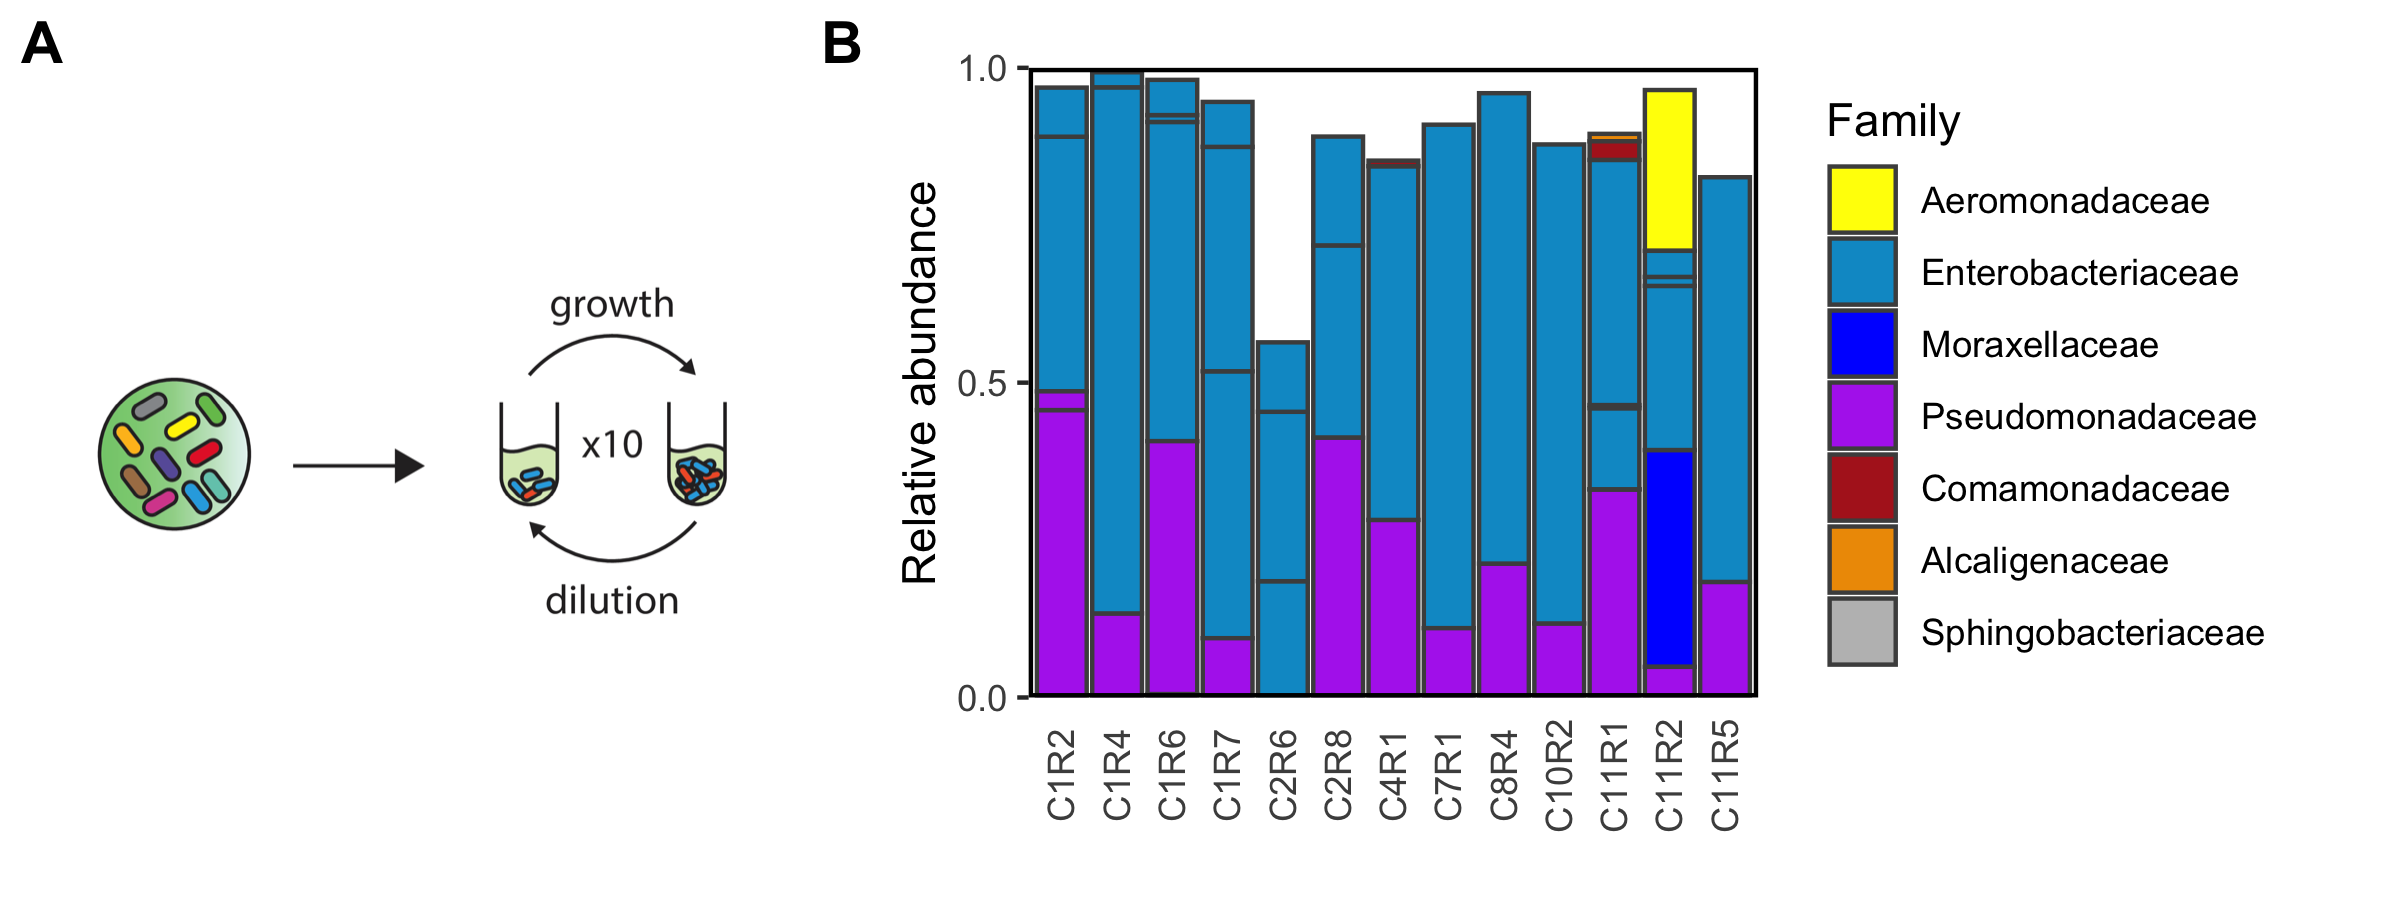 A
growth
x10
dilution
B
Relative abundance
1.0
0.5
0.0
C1R2
C1R4
C1R6
C1R7
C2R6
C2R8
C4R1
C7R1
C8R4
C10R2
C11R1
C11R2
C11R5
Family
Aeromonadaceae
Enterobacteriaceae
Moraxellaceae
Pseudomonadaceae
Comamonadaceae
Alcaligenaceae
Sphingobacteriaceae